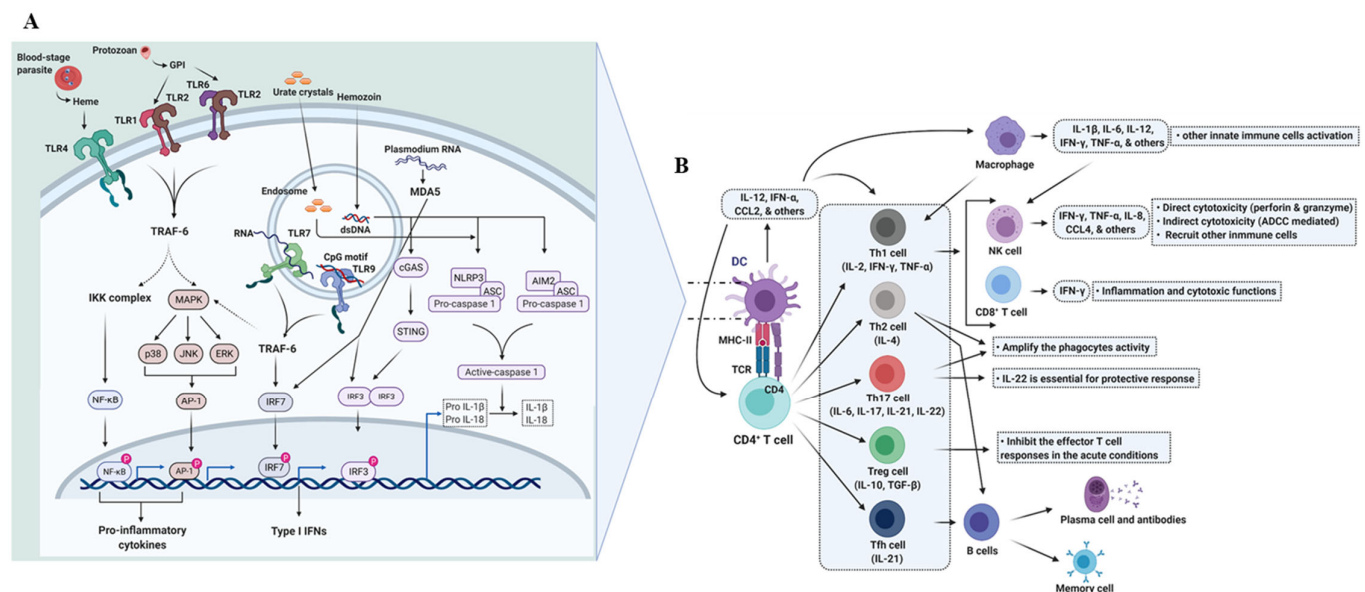 A
Blood-stage
parasite
Heme
Protozoan
GPI
TLR4
TLR1
TLR2
TLR6
TLR2
Urate crystals
Hemozoin
Plasmodium RNA
MDA5
Endosome
dsDNA
RNA
TLR7
CpG motif
TLR9
TRAF-6
IKK complex
MAPK
p38
JNK
ERK
TRAF-6
cGAS
STING
NLRP3
ASC
Pro-caspase 1
AIM2
ASC
Pro-caspase 1
Active-caspase 1
NF-κB
AP-1
IRF7
IRF3
IRF3
Pro IL-1β
Pro IL-18
IL-1β
IL-18
NF-κB
P
AP-1
P
IRF7
P
IRF3
P
Pro-inflammatory
cytokines
Type I IFNs
B
IL-12, IFN-α,
CCL2, & others
DC
MHC-II
TCR
CD4
CD4⁺ T cell
Th1 cell
(IL-2, IFN-γ, TNF-α)
Th2 cell
(IL-4)
Th17 cell
(IL-6, IL-17, IL-21, IL-22)
Treg cell
(IL-10, TGF-β)
Tfh cell
(IL-21)
Macrophage
IL-1β, IL-6, IL-12,
IFN-γ, TNF-α, & others
• other innate immune cells activation
NK cell
IFN-γ, TNF-α, IL-8,
CCL4, & others
• Direct cytotoxicity (perforin & granzyme)
• Indirect cytotoxicity (ADCC mediated)
• Recruit other inmmune cells
CD8⁺ T cell
IFN-γ
• Inflammation and cytotoxic functions
• Amplify the phagocytes activity
• IL-22 is essential for protective response
• Inhibit the effector T cell
responses in the acute conditions
B cells
Plasma cell and antibodies
Memory cell